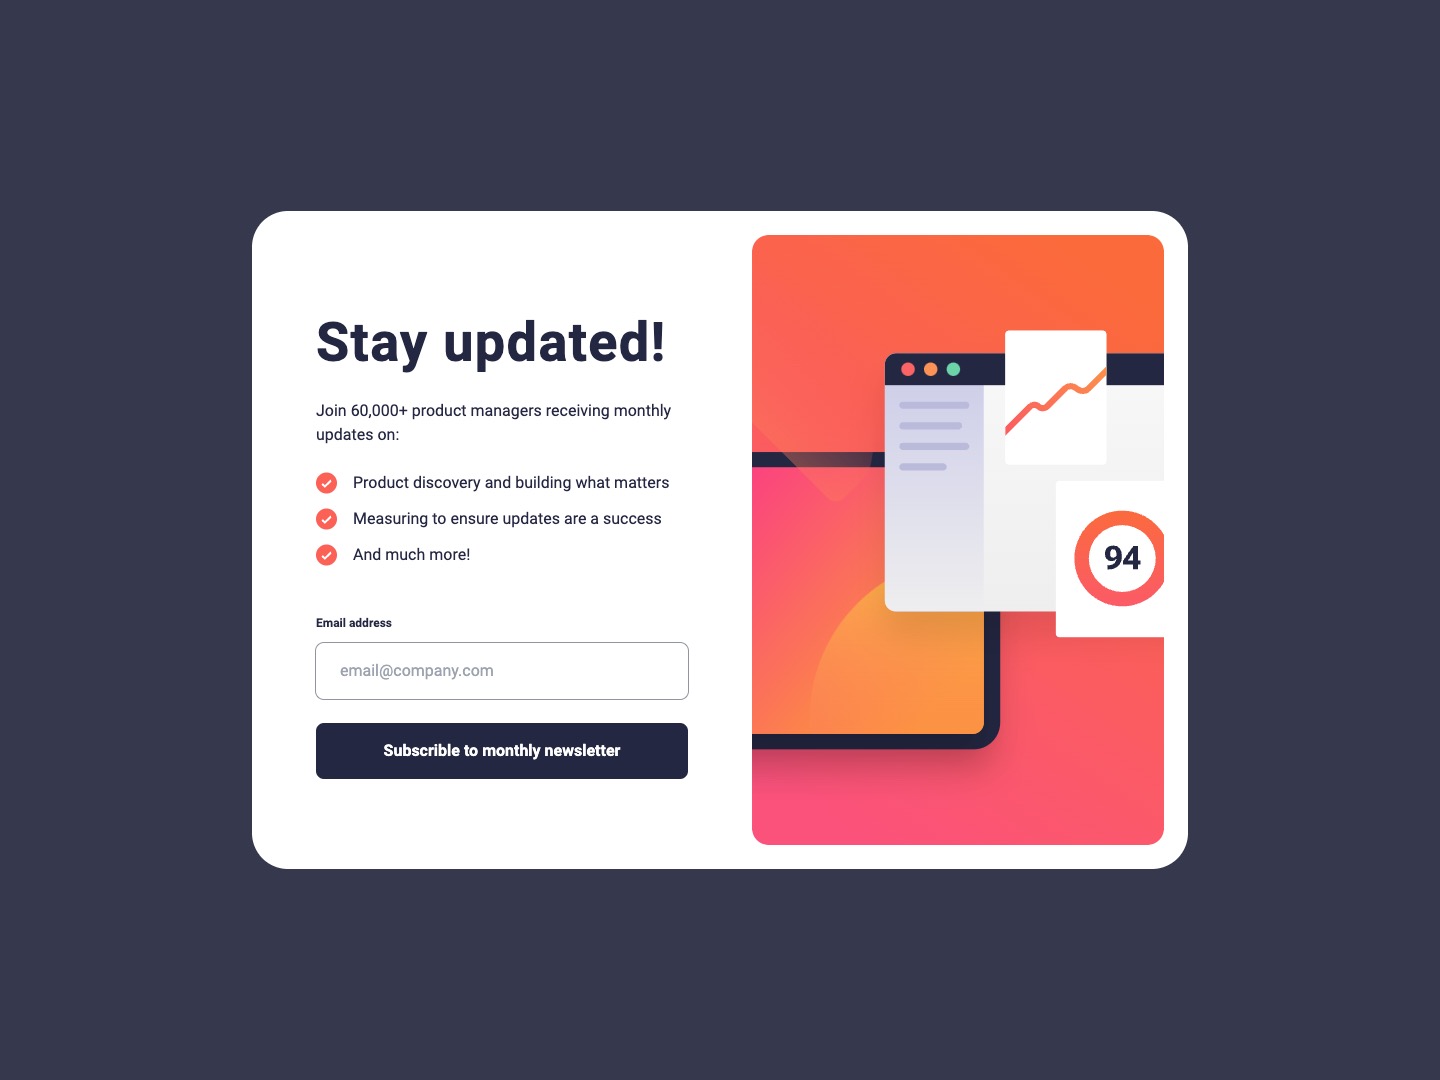 Stay updated!
Join 60,000+ product managers receiving monthly
updates on:
Product discovery and building what matters
Measuring to ensure updates are a success
And much more!
Email address
email@company.com
Subscrible to monthly newsletter
94